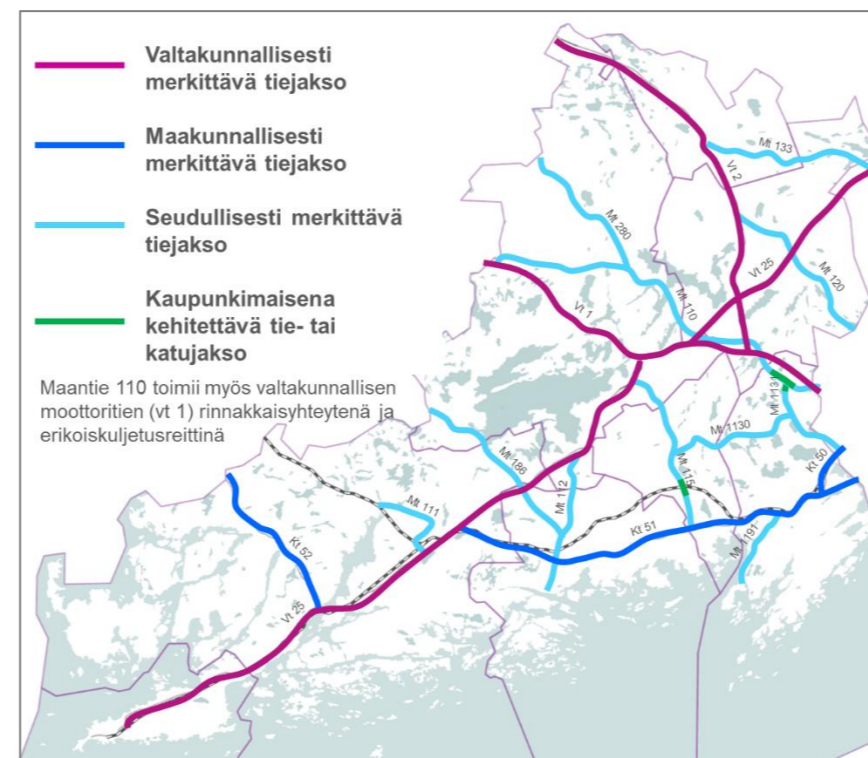 Valtakunnallisesti
merkittävä tiejakso
Maakunnallisesti
merkittävä tiejakso
Seudullisesti merkittävä
tiejakso
Kaupunkimaisena
kehitettävä tie- tai
katujakso
Maantie 110 toimii myös valtakunnallisen
moottoritien (vt 1) rinnakkaisyhteytenä ja
erikoiskuljetusreittinä
Mt 133
Vt 2
Mt 280
Vt 25
Mt 120
Vt 1
Mt 110
Mt 1131
Mt 1130
Kt 50
Mt 186
Mt 112
Mt 115
Mt 111
Kt 51
Mt 1191
Kt 52
Vt 25